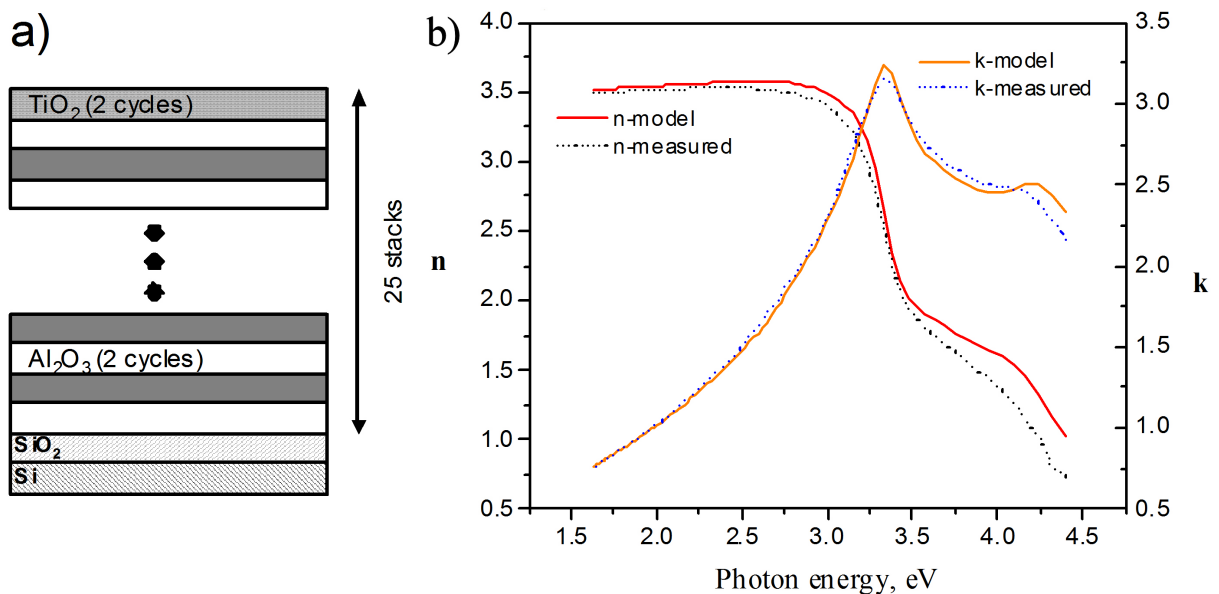 a)
TiO2 (2 cycles)
Al2O3 (2 cycles)
SiO2
Si
25 stacks
b)
4.0
3.5
3.0
2.5
2.0
1.5
1.0
0.5
n
n-model
n-measured
k-model
k-measured
3.5
3.0
2.5
2.0
1.5
1.0
0.5
k
1.5 2.0 2.5 3.0 3.5 4.0 4.5
Photon energy, eV